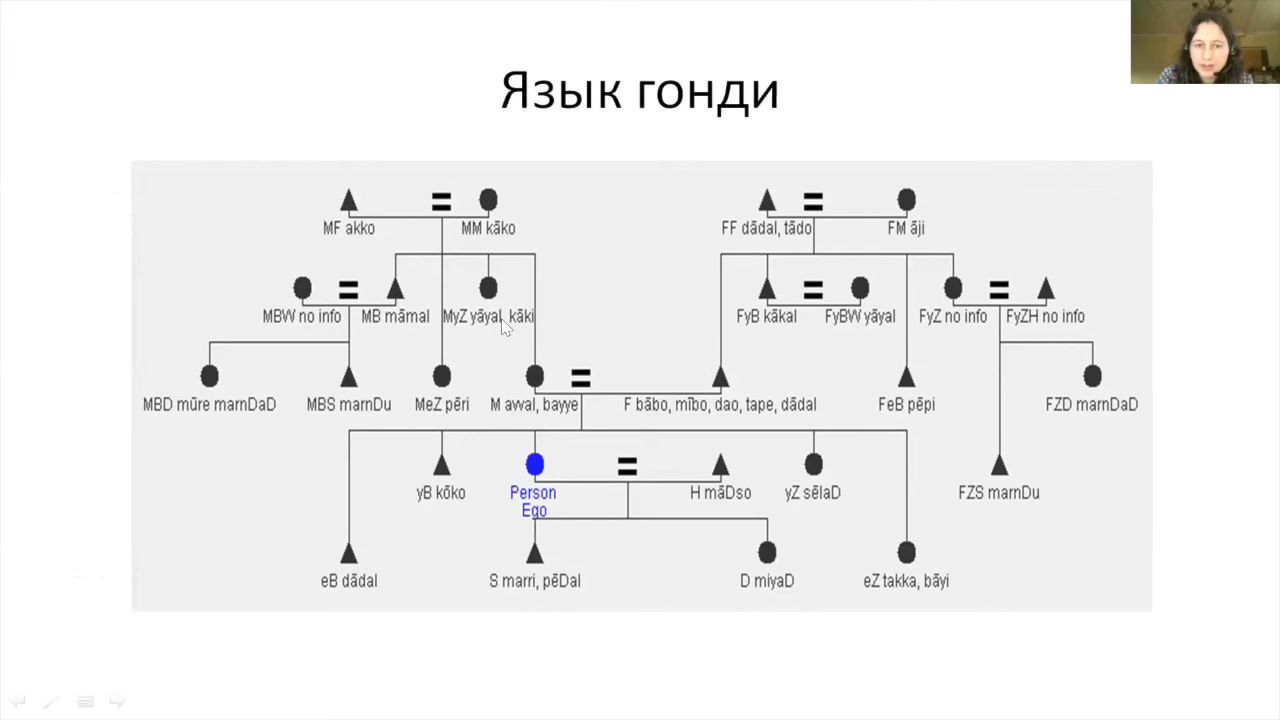 Язык гонди
MF akko
MM kāko
FF dādal, tādo
FM āji
MBW no info
MB māmal
MyZ yāyal, kāki
FyB kākal
FyBW yāyal
FyZ no info
FyZH no info
MBD mūre marnDaD
MBS marnDu
MeZ pēri
M avval, bayye
F bābo, mībo, dao, tape, dādal
FeB pēpi
FZD marnDaD
yB kōko
Person
Ego
H māDso
yZ sēlaD
FZS marnDu
eB dādal
S marri, pēDal
D miyaD
eZ takka, bāyi